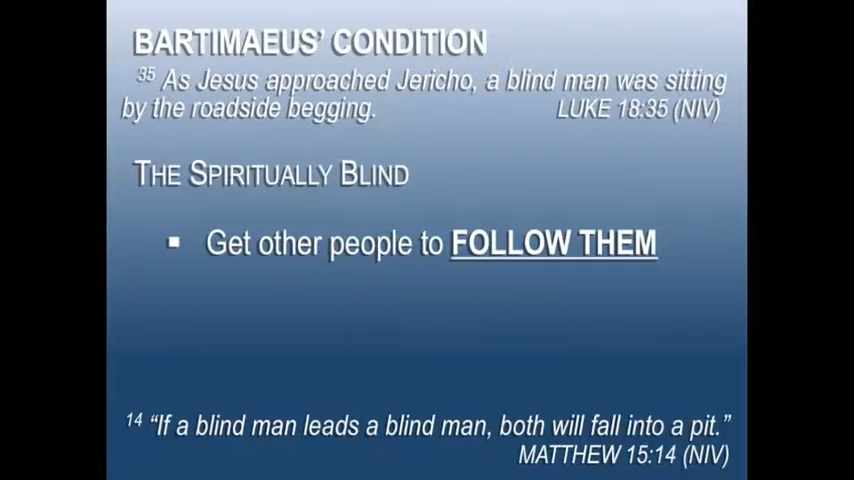 BARTIMAEUS’ CONDITION
35 As Jesus approached Jericho, a blind man was sitting
by the roadside begging. LUKE 18:35 (NIV)
THE SPIRITUALLY BLIND
▪ Get other people to FOLLOW THEM
14 “If a blind man leads a blind man, both will fall into a pit.”
MATTHEW 15:14 (NIV)